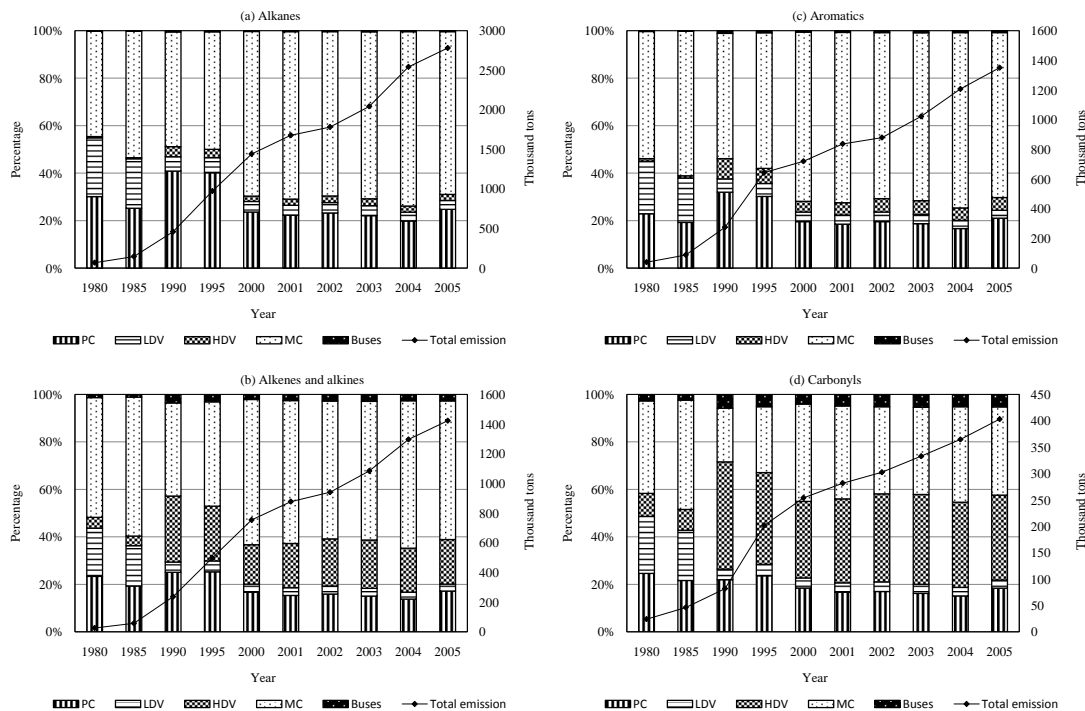 (a) Alkanes
100%
80%
60%
40%
20%
0%
Percentage
3000
2500
2000
1500
1000
500
0
Thousand tons
1980 1985 1990 1995 2000 2001 2002 2003 2004 2005
Year
PC LDV HDV MC Buses Total emission
(c) Aromatics
100%
80%
60%
40%
20%
0%
Percentage
1600
1400
1200
1000
800
600
400
200
0
Thousand tons
1980 1985 1990 1995 2000 2001 2002 2003 2004 2005
Year
PC LDV HDV MC Buses Total emission
(b) Alkenes and alkines
100%
80%
60%
40%
20%
0%
Percentage
1600
1400
1200
1000
800
600
400
200
0
Thousand tons
1980 1985 1990 1995 2000 2001 2002 2003 2004 2005
Year
PC LDV HDV MC Buses Total emission
(d) Carbonyls
100%
80%
60%
40%
20%
0%
Percentage
450
400
350
300
250
200
150
100
50
0
Thousand tons
1980 1985 1990 1995 2000 2001 2002 2003 2004 2005
Year
PC LDV HDV MC Buses Total emission